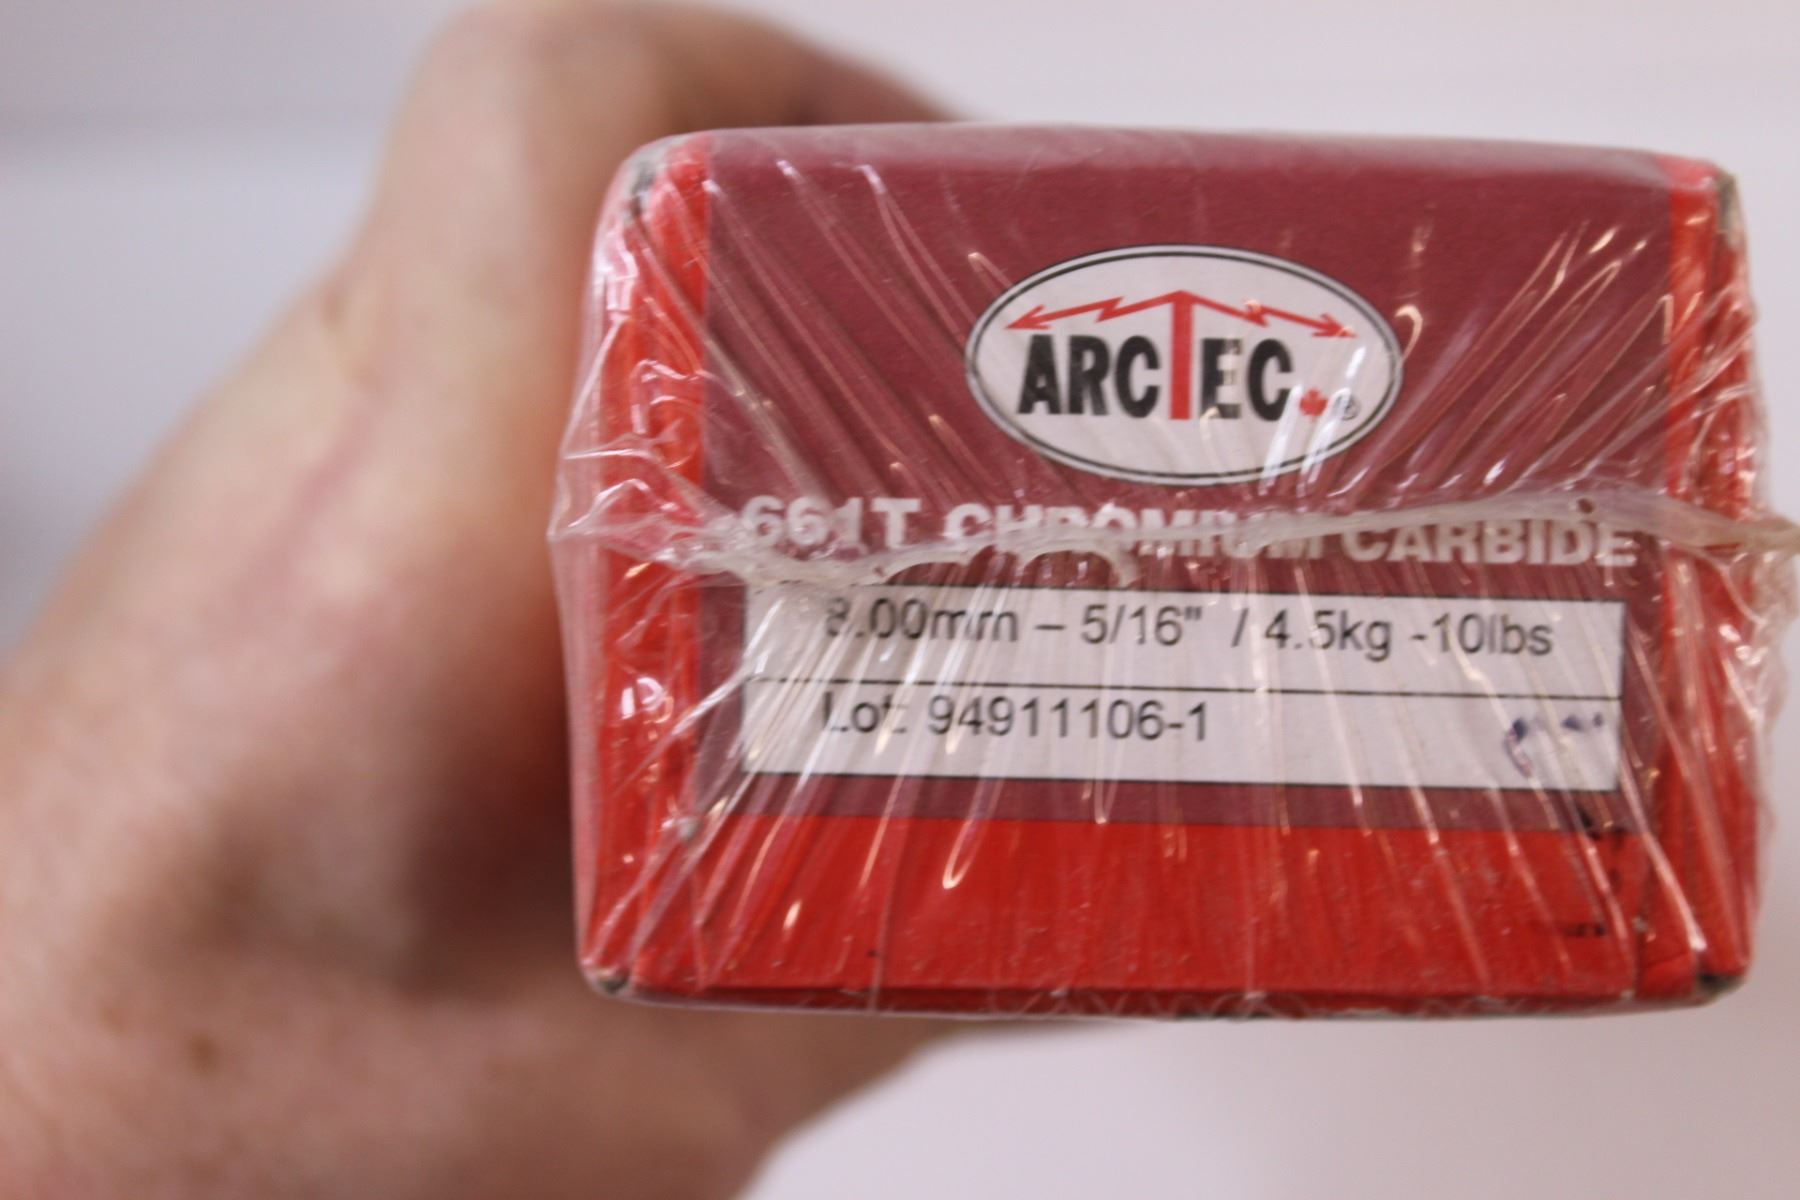 ARCTEC ®
661T CHROMIUM CARBIDE
8.00mm – 5/16" / 4.5kg -10lbs
Lot: 94911106-1